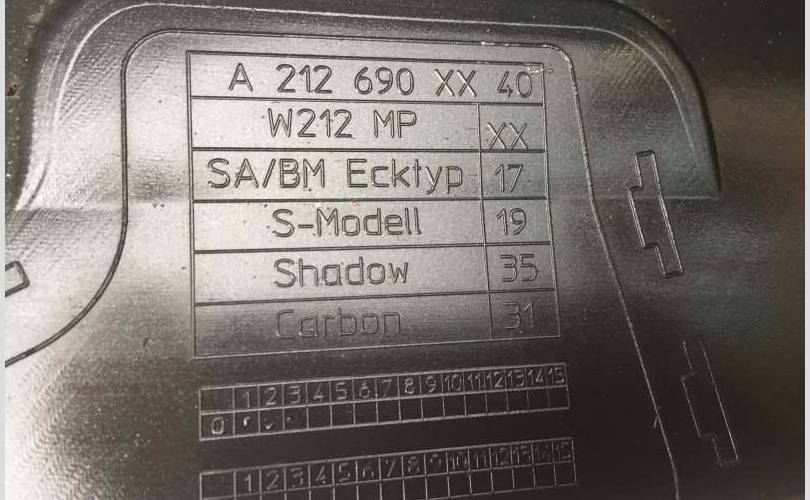 A 212 690 XX 40
W212 MP XX
SA/BM Ecktyp 17
S-Modell 19
Shadow 35
Carbon 31
1 2 3 4 5 6 7 8 9 10 11 12 13 14 15
0
1 2 3 4 5 6 7 8 9 10 11 12 13 14 15